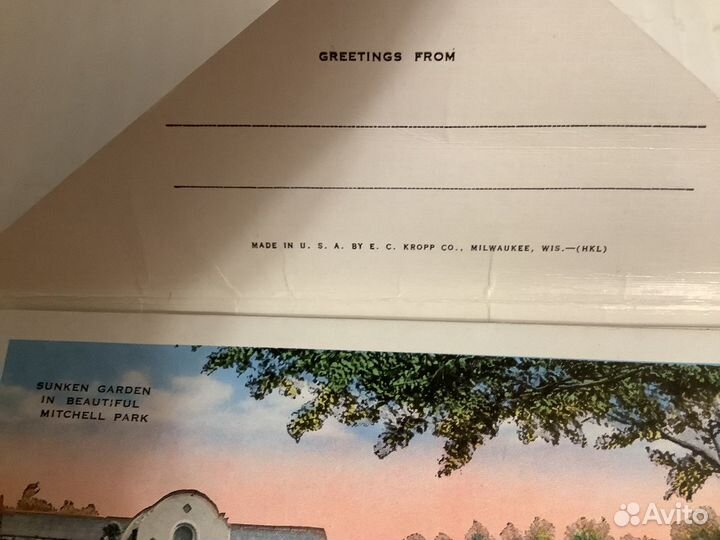 GREETINGS FROM
MADE IN U. S. A. BY E. C. KROPP CO., MILWAUKEE, WIS.—(HKL)
SUNKEN GARDEN
IN BEAUTIFUL
MITCHELL PARK
Avito